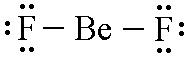 :F̤̈ – Be – F̤̈: